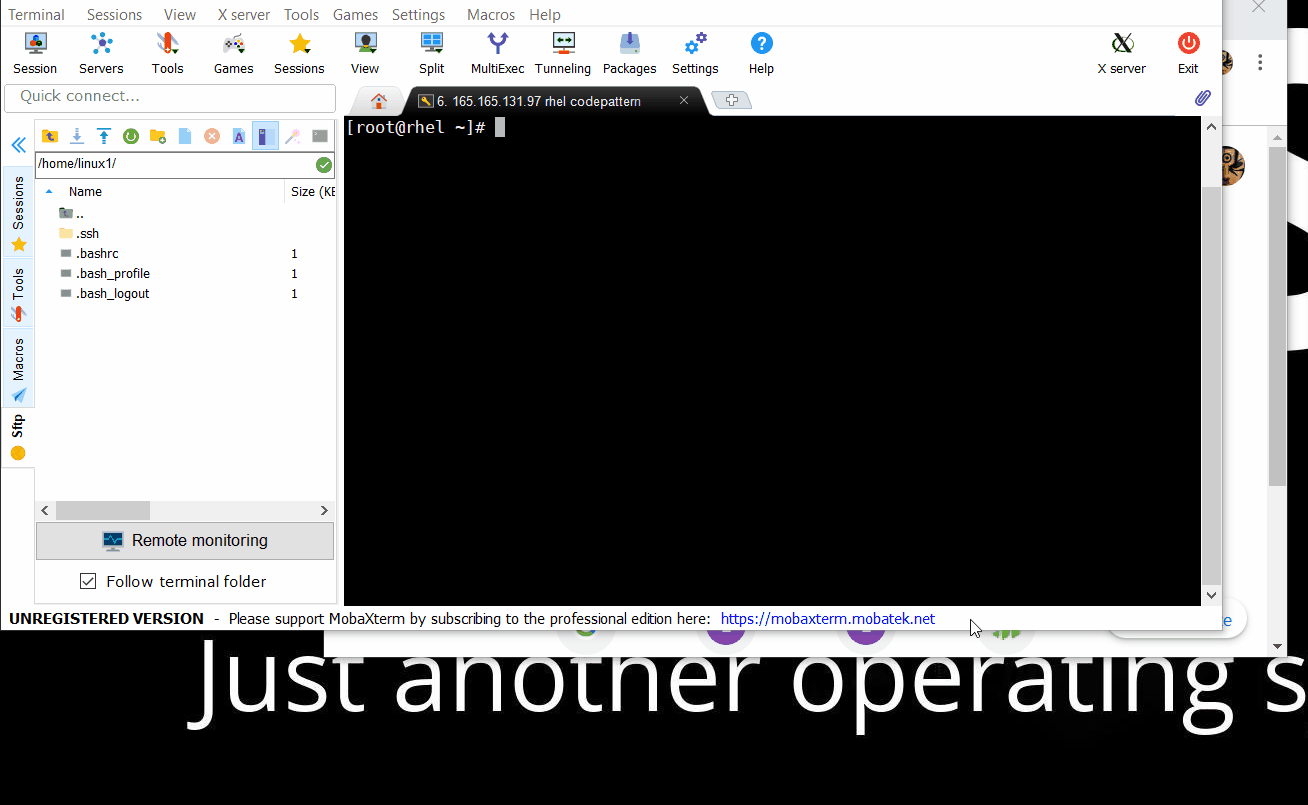 Terminal Sessions View X server Tools Games Settings Macros Help
Session Servers Tools Games Sessions View Split MultiExec Tunneling Packages Settings Help X server Exit
Quick connect...
6. 165.165.131.97 rhel codepattern
[root@rhel ~]#
/home/linux1/
Name Size (KE
..
.ssh
.bashrc 1
.bash_profile 1
.bash_logout 1
Sessions
Tools
Macros
Sftp
Remote monitoring
Follow terminal folder
UNREGISTERED VERSION - Please support MobaXterm by subscribing to the professional edition here: https://mobaxterm.mobatek.net
e
Just another operating s